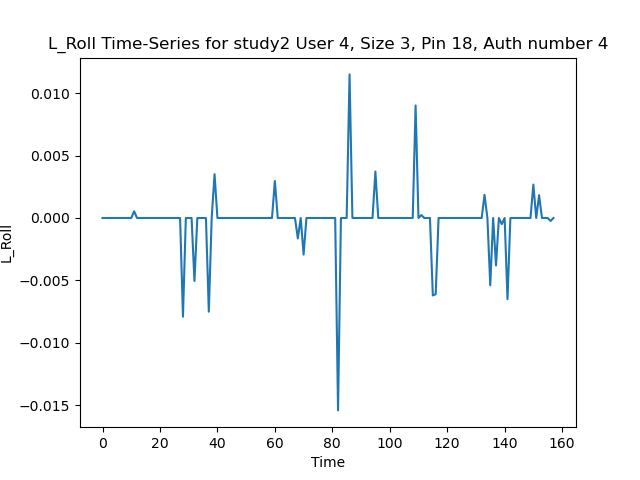 L_Roll Time-Series for study2 User 4, Size 3, Pin 18, Auth number 4
0.010
0.005
0.000
−0.005
−0.010
−0.015
L_Roll
0 20 40 60 80 100 120 140 160
Time